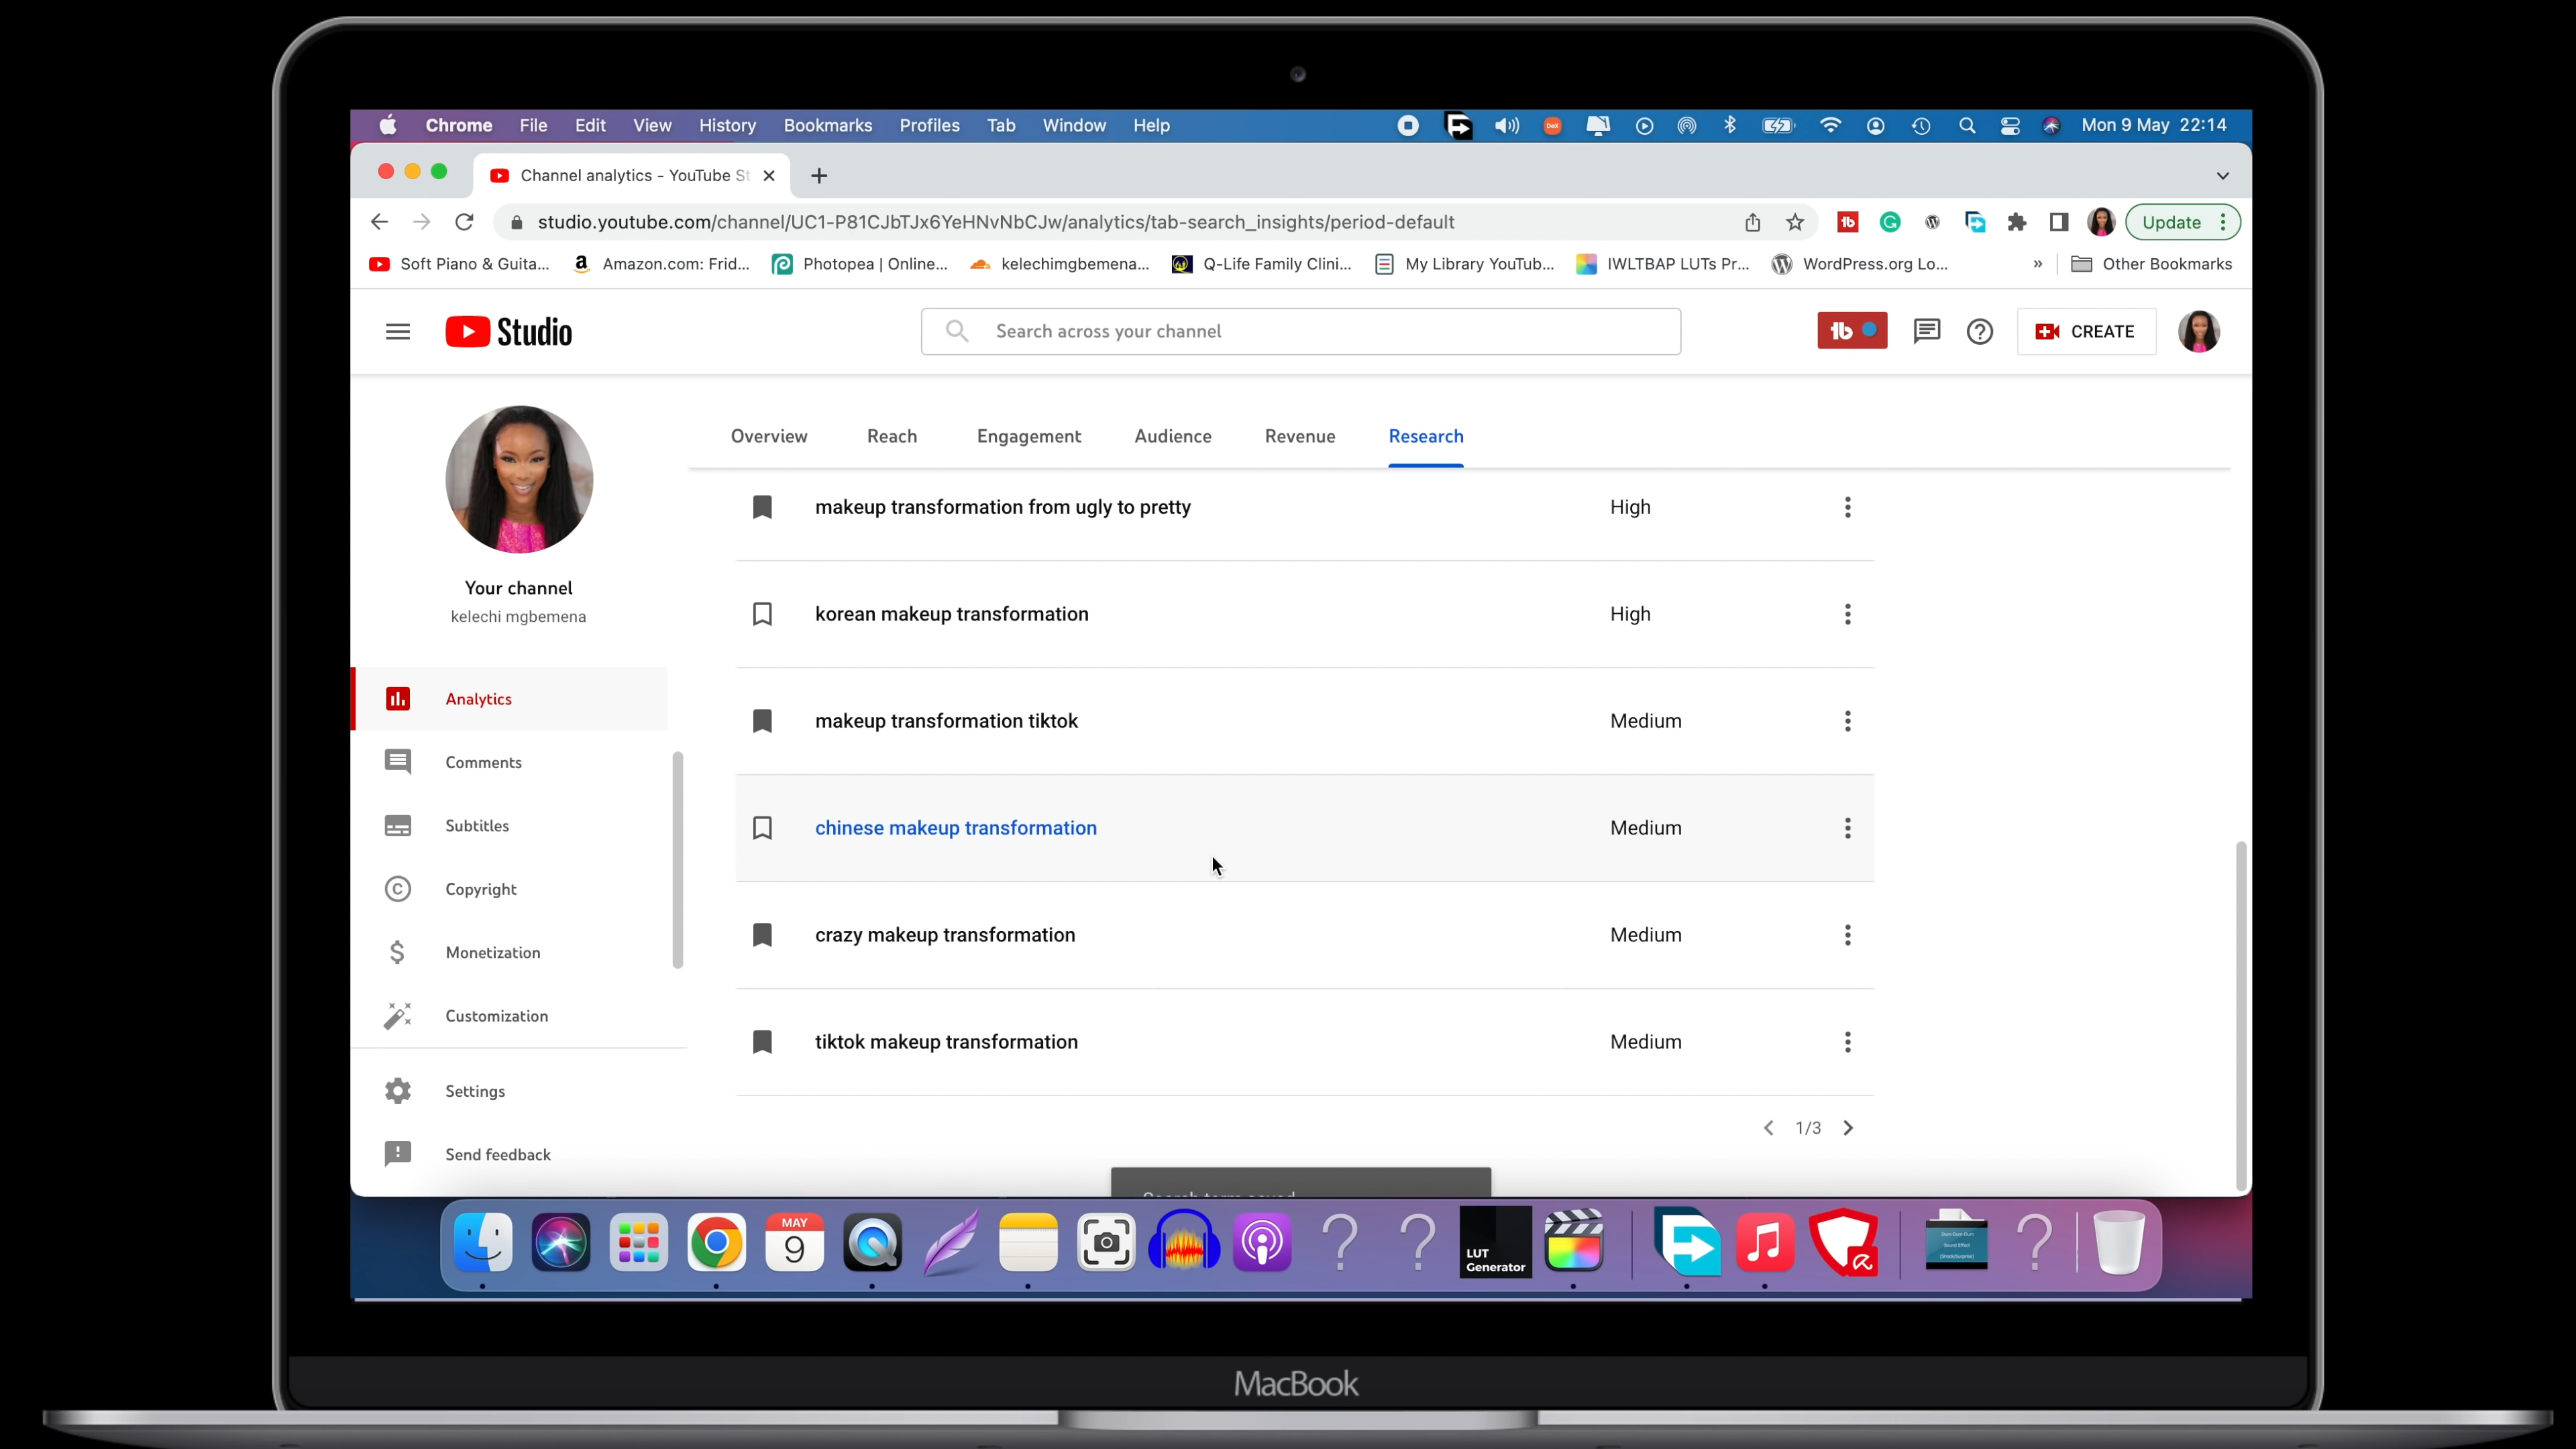 Chrome File Edit View History Bookmarks Profiles Tab Window Help DeX Mon 9 May 22:14
Channel analytics - YouTube St
studio.youtube.com/channel/UC1-P81CJbTJx6YeHNvNbCJw/analytics/tab-search_insights/period-default Update
Soft Piano & Guita... Amazon.com: Frid... Photopea | Online... kelechimgbemena... Q-Life Family Clini... My Library YouTub... IWLTBAP LUTs Pr... WordPress.org Lo... » Other Bookmarks
Studio Search across your channel CREATE
Overview Reach Engagement Audience Revenue Research
Your channel
kelechi mgbemena
Analytics
Comments
Subtitles
Copyright
Monetization
Customization
Settings
Send feedback
makeup transformation from ugly to pretty High
korean makeup transformation High
makeup transformation tiktok Medium
chinese makeup transformation Medium
crazy makeup transformation Medium
tiktok makeup transformation Medium
1/3
MAY
9
LUT
Generator
MacBook